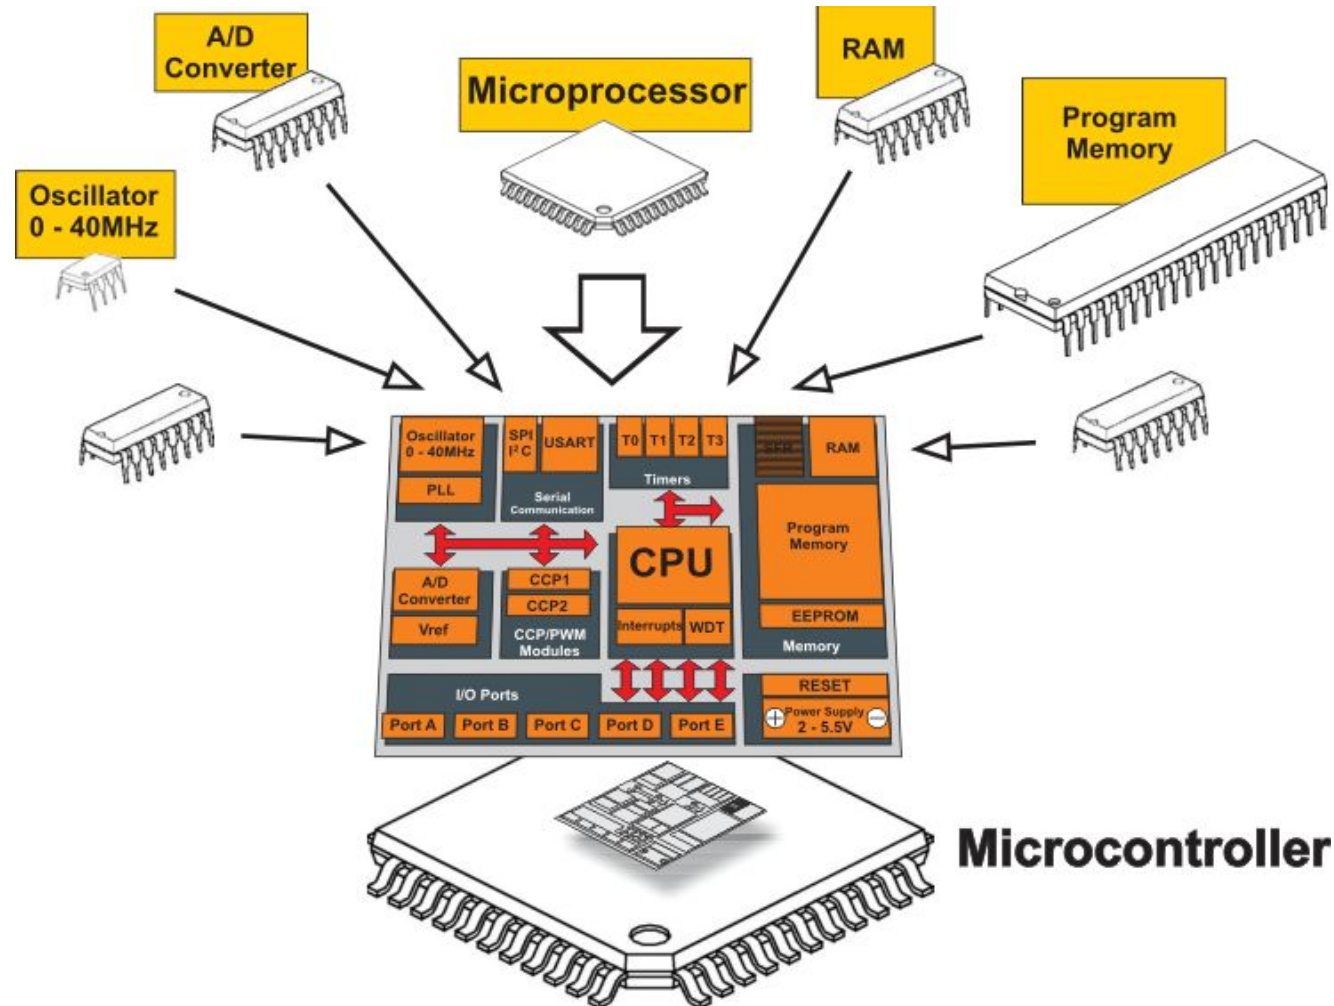 A/D
Converter
Microprocessor
RAM
Program
Memory
Oscillator
0 - 40MHz
Oscillator
0 - 40MHz
PLL
SPI
I²C
USART
Serial
Communication
T0
T1
T2
T3
Timers
SFR
RAM
Program
Memory
EEPROM
Memory
A/D
Converter
Vref
CCP1
CCP2
CCP/PWM
Modules
CPU
Interrupts
WDT
I/O Ports
Port A
Port B
Port C
Port D
Port E
RESET
+
Power Supply
2 - 5.5V
−
Microcontroller